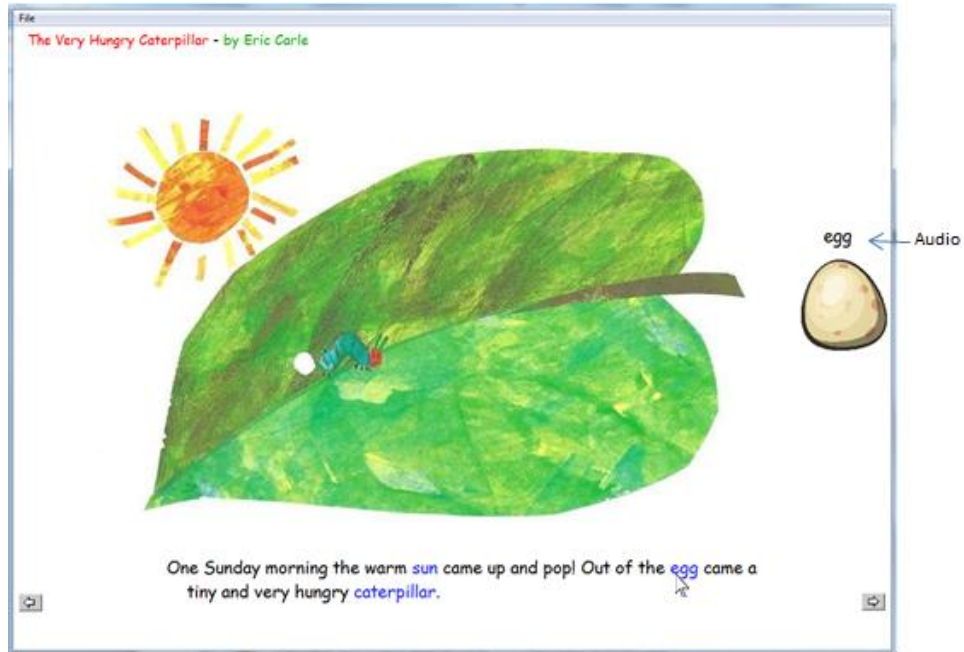 File
The Very Hungry Caterpillar - by Eric Carle
egg
Audio
One Sunday morning the warm sun came up and pop! Out of the egg came a
tiny and very hungry caterpillar.